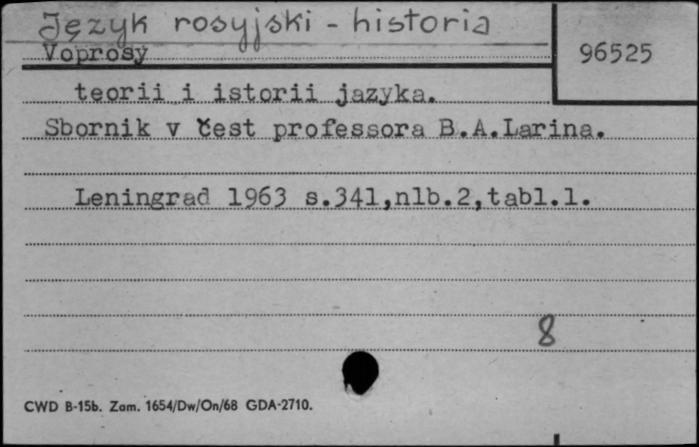 Język rosyjski - historia
96525
Voprosy
teorii i istorii jazyka.
Sbornik v čest professora B.A.Larina.
Leningrad 1963 s.341,nlb.2,tabl.1.
8
CWD B-15b. Zam. 1654/Dw/On/68 GDA-2710.